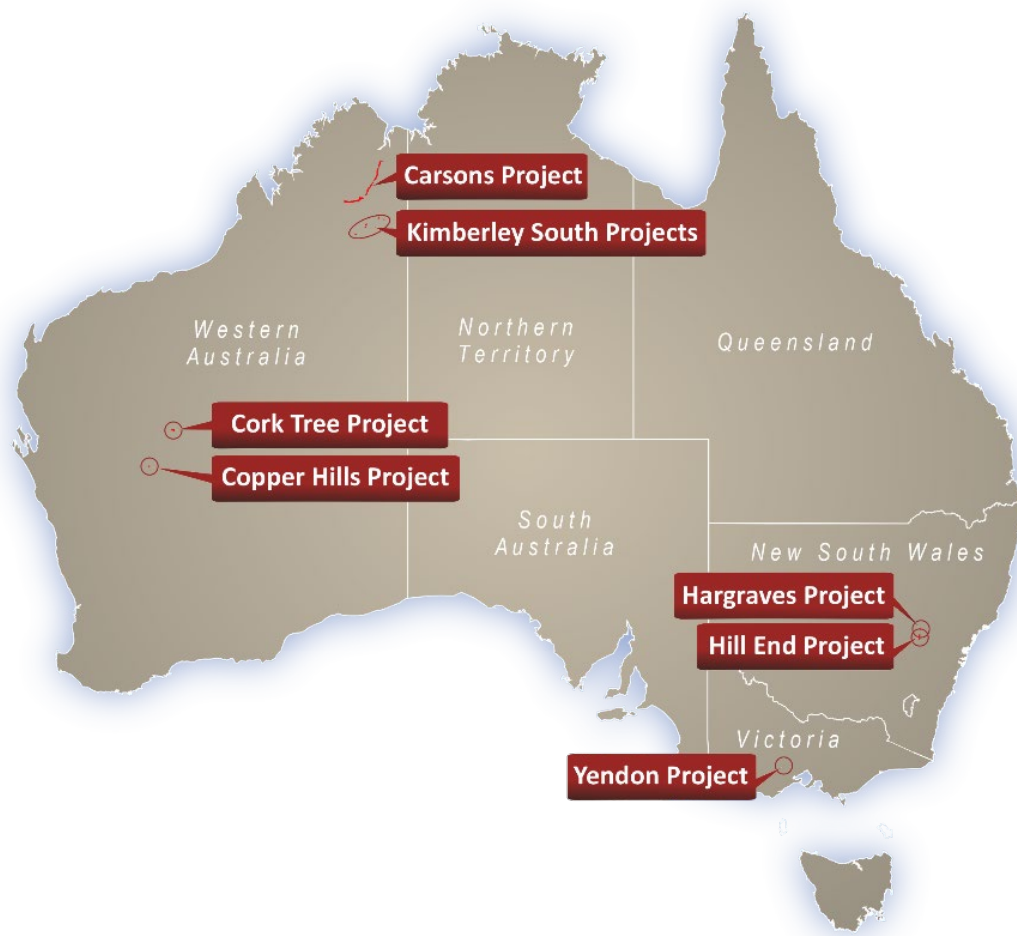 Carsons Project
Kimberley South Projects
Western
Australia
Northern
Territory
Queensland
Cork Tree Project
Copper Hills Project
South
Australia
New South Wales
Hargraves Project
Hill End Project
Victoria
Yendon Project